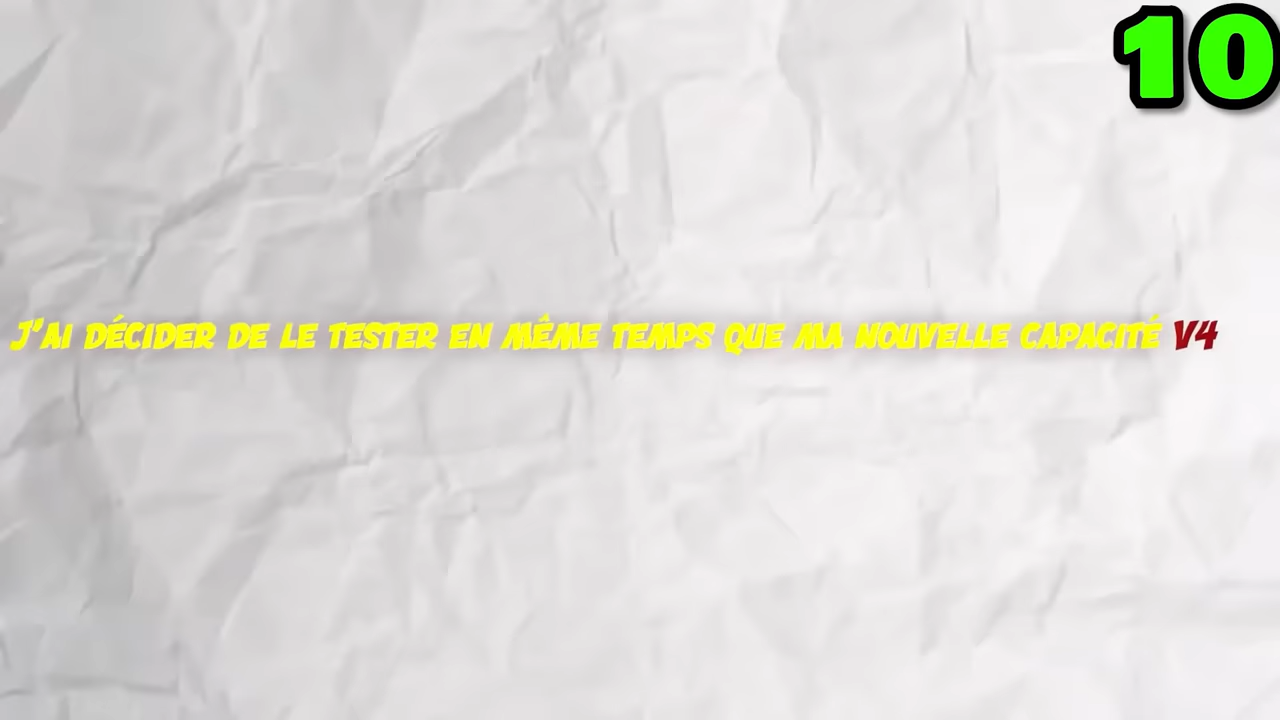 10
J'AI DÉCIDER DE LE TESTER EN MÊME TEMPS QUE MA NOUVELLE CAPACITÉ V4